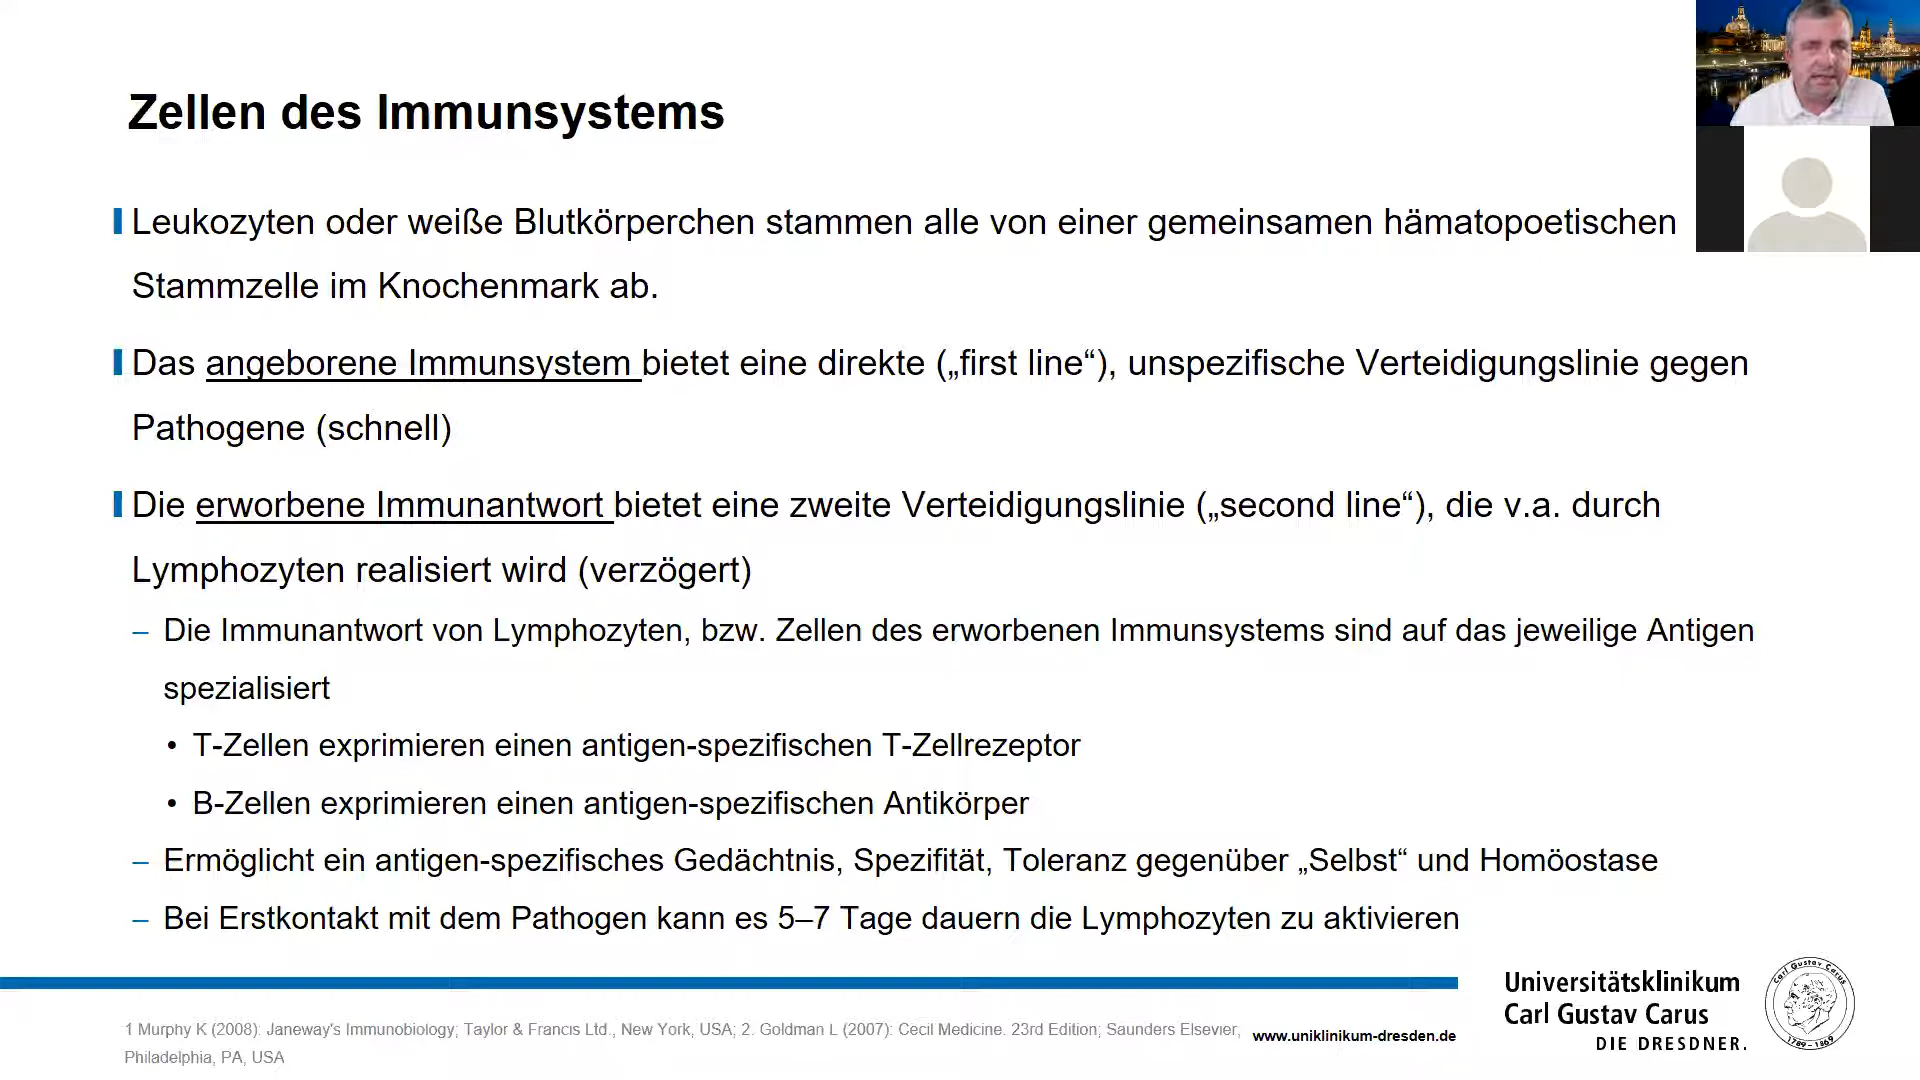 Zellen des Immunsystems
Leukozyten oder weiße Blutkörperchen stammen alle von einer gemeinsamen hämatopoetischen
Stammzelle im Knochenmark ab.
Das angeborene Immunsystem bietet eine direkte („first line“), unspezifische Verteidigungslinie gegen
Pathogene (schnell)
Die erworbene Immunantwort bietet eine zweite Verteidigungslinie („second line“), die v.a. durch
Lymphozyten realisiert wird (verzögert)
– Die Immunantwort von Lymphozyten, bzw. Zellen des erworbenen Immunsystems sind auf das jeweilige Antigen
spezialisiert
• T-Zellen exprimieren einen antigen-spezifischen T-Zellrezeptor
• B-Zellen exprimieren einen antigen-spezifischen Antikörper
– Ermöglicht ein antigen-spezifisches Gedächtnis, Spezifität, Toleranz gegenüber „Selbst“ und Homöostase
– Bei Erstkontakt mit dem Pathogen kann es 5–7 Tage dauern die Lymphozyten zu aktivieren
1 Murphy K (2008): Janeway's Immunobiology; Taylor & Francis Ltd., New York, USA; 2. Goldman L (2007): Cecil Medicine. 23rd Edition; Saunders Elsevier,
Philadelphia, PA, USA
www.uniklinikum-dresden.de
Universitätsklinikum
Carl Gustav Carus
DIE DRESDNER.
Carl Gustav Carus
1789-1869